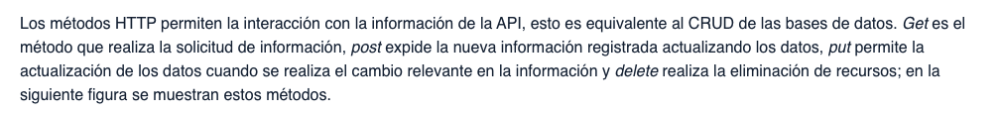 Los métodos HTTP permiten la interacción con la información de la API, esto es equivalente al CRUD de las bases de datos. Get es el
método que realiza la solicitud de información, post expide la nueva información registrada actualizando los datos, put permite la
actualización de los datos cuando se realiza el cambio relevante en la información y delete realiza la eliminación de recursos; en la
siguiente figura se muestran estos métodos.